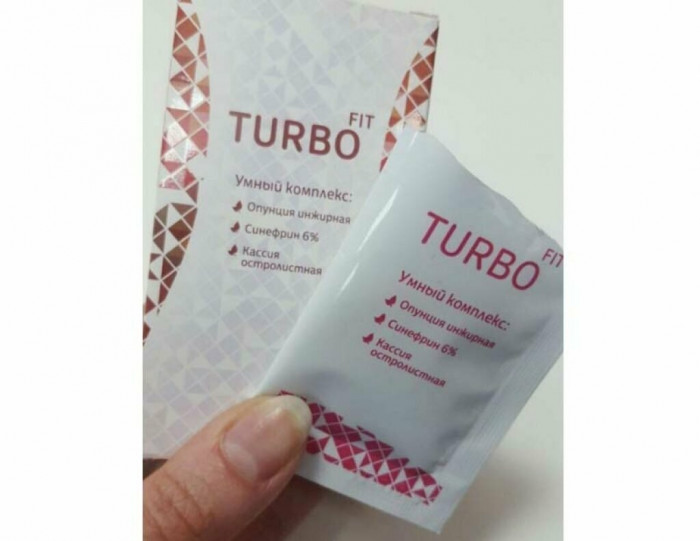 FIT
TURBO
Умный комплекс:
Опунция инжирная
Синефрин 6%
Кассия
остролистная
TURBO
FIT
Умный комплекс:
Опунция инжирная
Синефрин 6%
Кассия
остролистная